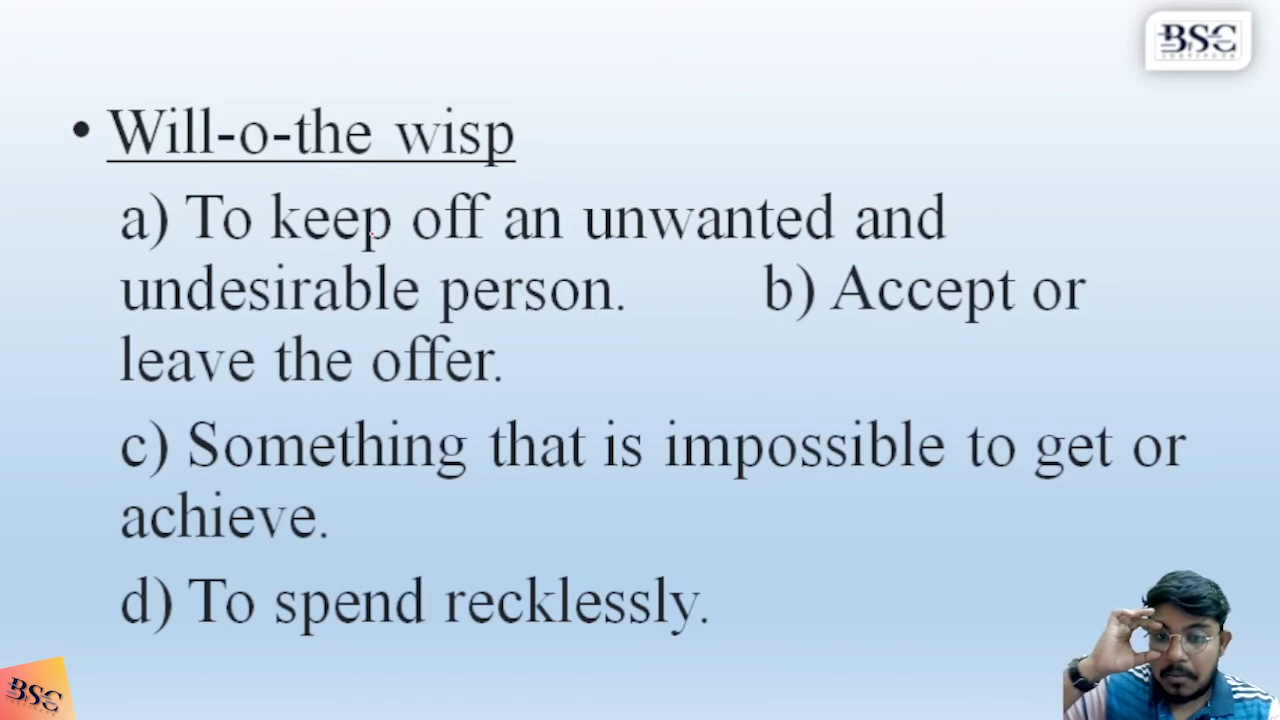 BSC
INSTITUTE
• Will-o-the wisp
a) To keep off an unwanted and
undesirable person. b) Accept or
leave the offer.
c) Something that is impossible to get or
achieve.
d) To spend recklessly.
BSC